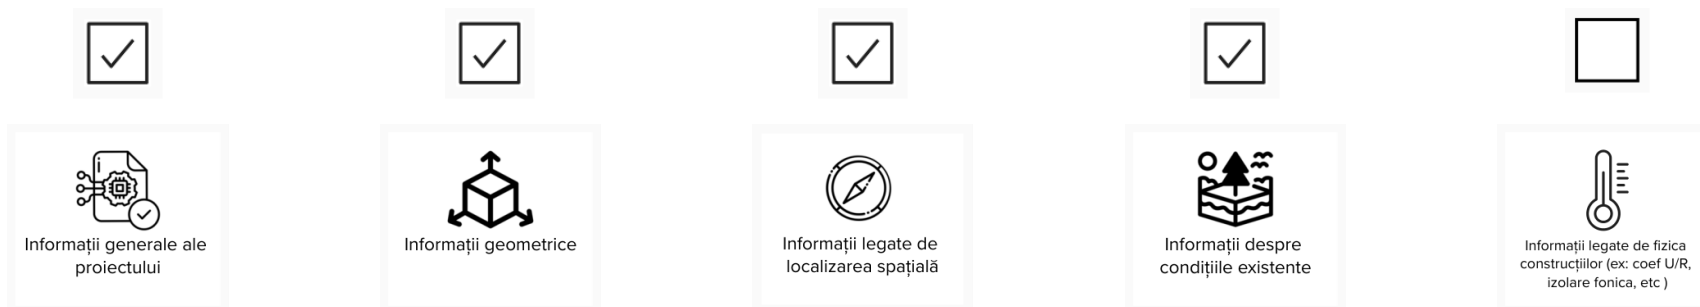 Informații generale ale
proiectului
Informații geometrice
Informații legate de
localizarea spațială
Informații despre
condițiile existente
Informații legate de fizica
construcțiilor (ex: coef U/R,
izolare fonica, etc )